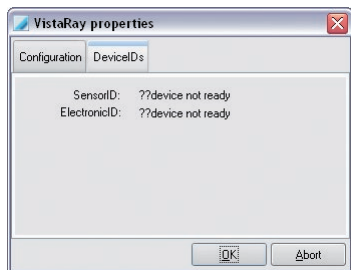 VistaRay properties
Configuration DeviceIDs
SensorID: ??device not ready
ElectronicID: ??device not ready
OK Abort